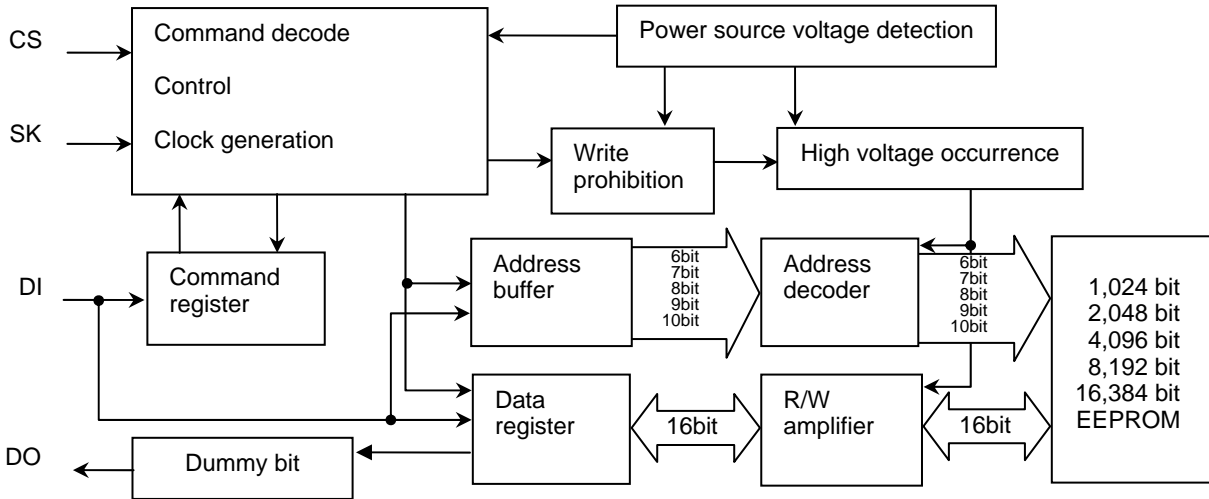 CS
SK
DI
DO
Command decode
Control
Clock generation
Power source voltage detection
Write
prohibition
High voltage occurrence
Command
register
Address
buffer
6bit
7bit
8bit
9bit
10bit
Address
decoder
6bit
7bit
8bit
9bit
10bit
1,024 bit
2,048 bit
4,096 bit
8,192 bit
16,384 bit
EEPROM
Data
register
16bit
R/W
amplifier
16bit
Dummy bit